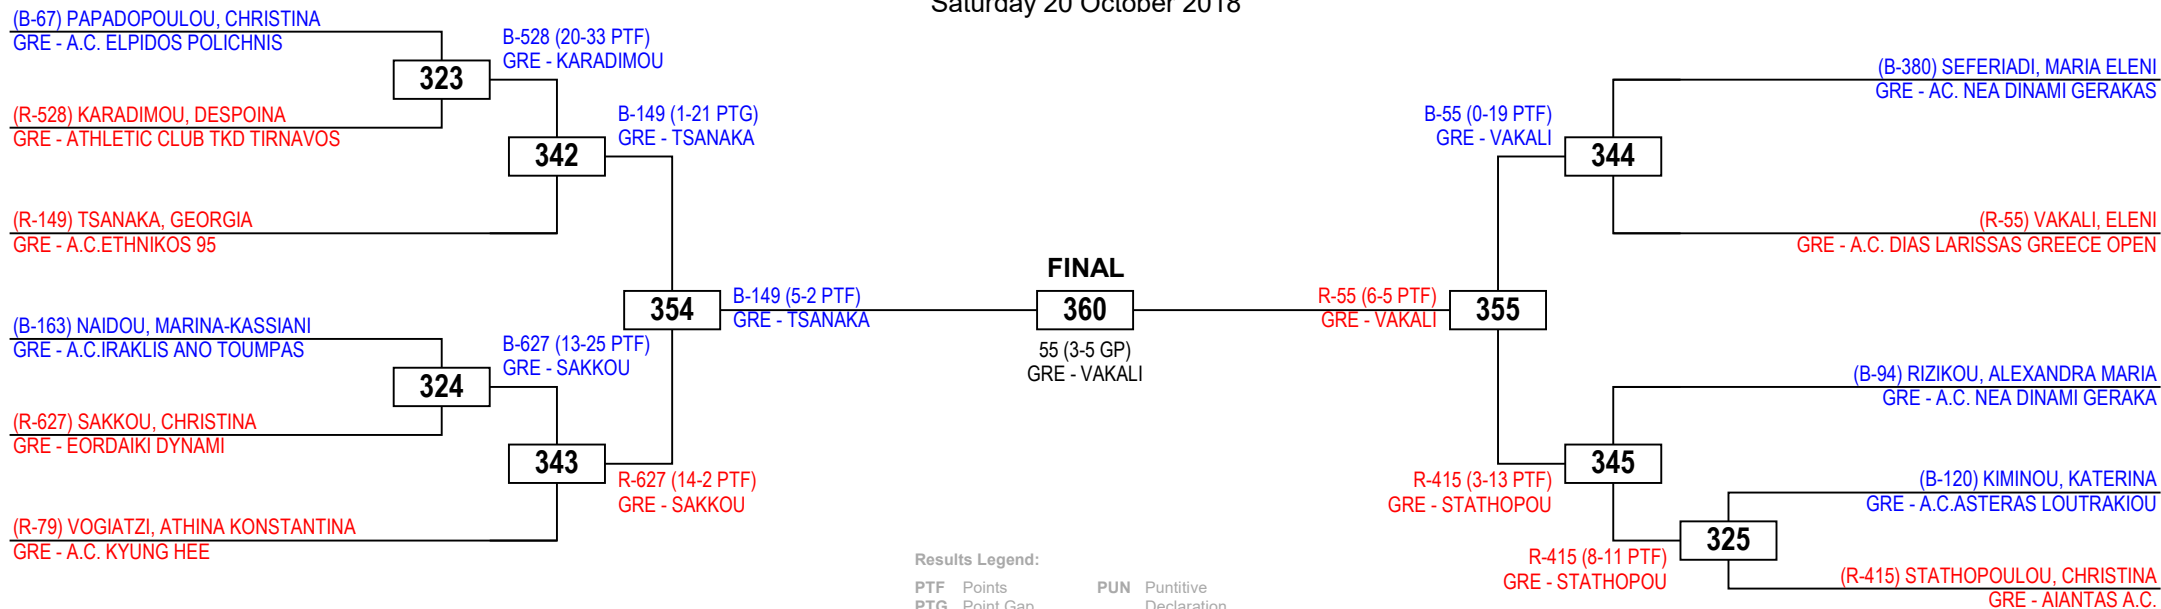 Saturday 20 October 2018
(B-67) PAPADOPOULOU, CHRISTINA
GRE - A.C. ELPIDOS POLICHNIS
323
B-528 (20-33 PTF)
GRE - KARADIMOU
(R-528) KARADIMOU, DESPOINA
GRE - ATHLETIC CLUB TKD TIRNAVOS
342
B-149 (1-21 PTG)
GRE - TSANAKA
(R-149) TSANAKA, GEORGIA
GRE - A.C.ETHNIKOS 95
354
B-149 (5-2 PTF)
GRE - TSANAKA
(B-163) NAIDOU, MARINA-KASSIANI
GRE - A.C.IRAKLIS ANO TOUMPAS
324
B-627 (13-25 PTF)
GRE - SAKKOU
(R-627) SAKKOU, CHRISTINA
GRE - EORDAIKI DYNAMI
343
R-627 (14-2 PTF)
GRE - SAKKOU
(R-79) VOGIATZI, ATHINA KONSTANTINA
GRE - A.C. KYUNG HEE
FINAL
360
55 (3-5 GP)
GRE - VAKALI
(B-380) SEFERIADI, MARIA ELENI
GRE - AC. NEA DINAMI GERAKAS
B-55 (0-19 PTF)
GRE - VAKALI
344
(R-55) VAKALI, ELENI
GRE - A.C. DIAS LARISSAS GREECE OPEN
R-55 (6-5 PTF)
GRE - VAKALI
355
(B-94) RIZIKOU, ALEXANDRA MARIA
GRE - A.C. NEA DINAMI GERAKA
345
R-415 (3-13 PTF)
GRE - STATHOPOU
(B-120) KIMINOU, KATERINA
GRE - A.C.ASTERAS LOUTRAKIOU
325
R-415 (8-11 PTF)
GRE - STATHOPOU
(R-415) STATHOPOULOU, CHRISTINA
GRE - AIANTAS A.C.
Results Legend:
PTF Points PUN Puntitive
PTG Point Gap Declaration